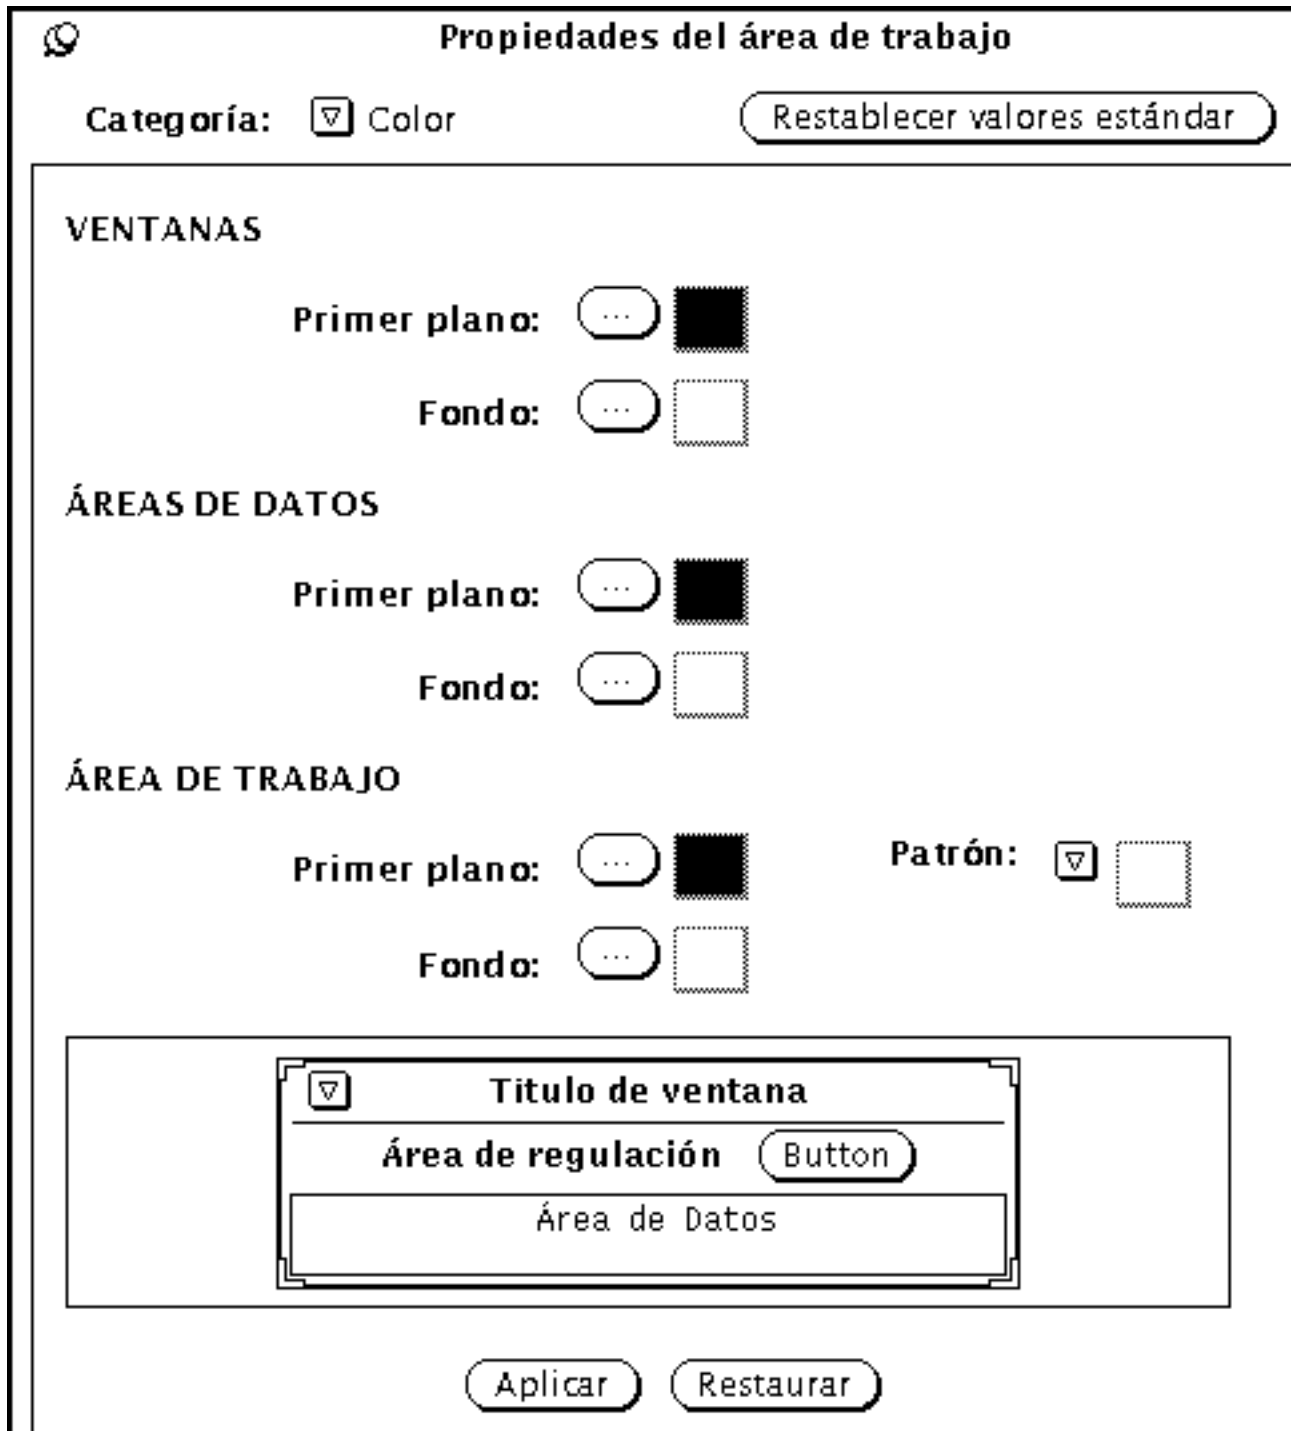 Propiedades del área de trabajo
Categoría: Color Restablecer valores estándar
VENTANAS
Primer plano: ...
Fondo: ...
ÁREAS DE DATOS
Primer plano: ...
Fondo: ...
ÁREA DE TRABAJO
Primer plano: ... Patrón:
Fondo: ...
Titulo de ventana
Área de regulación Button
Área de Datos
Aplicar Restaurar